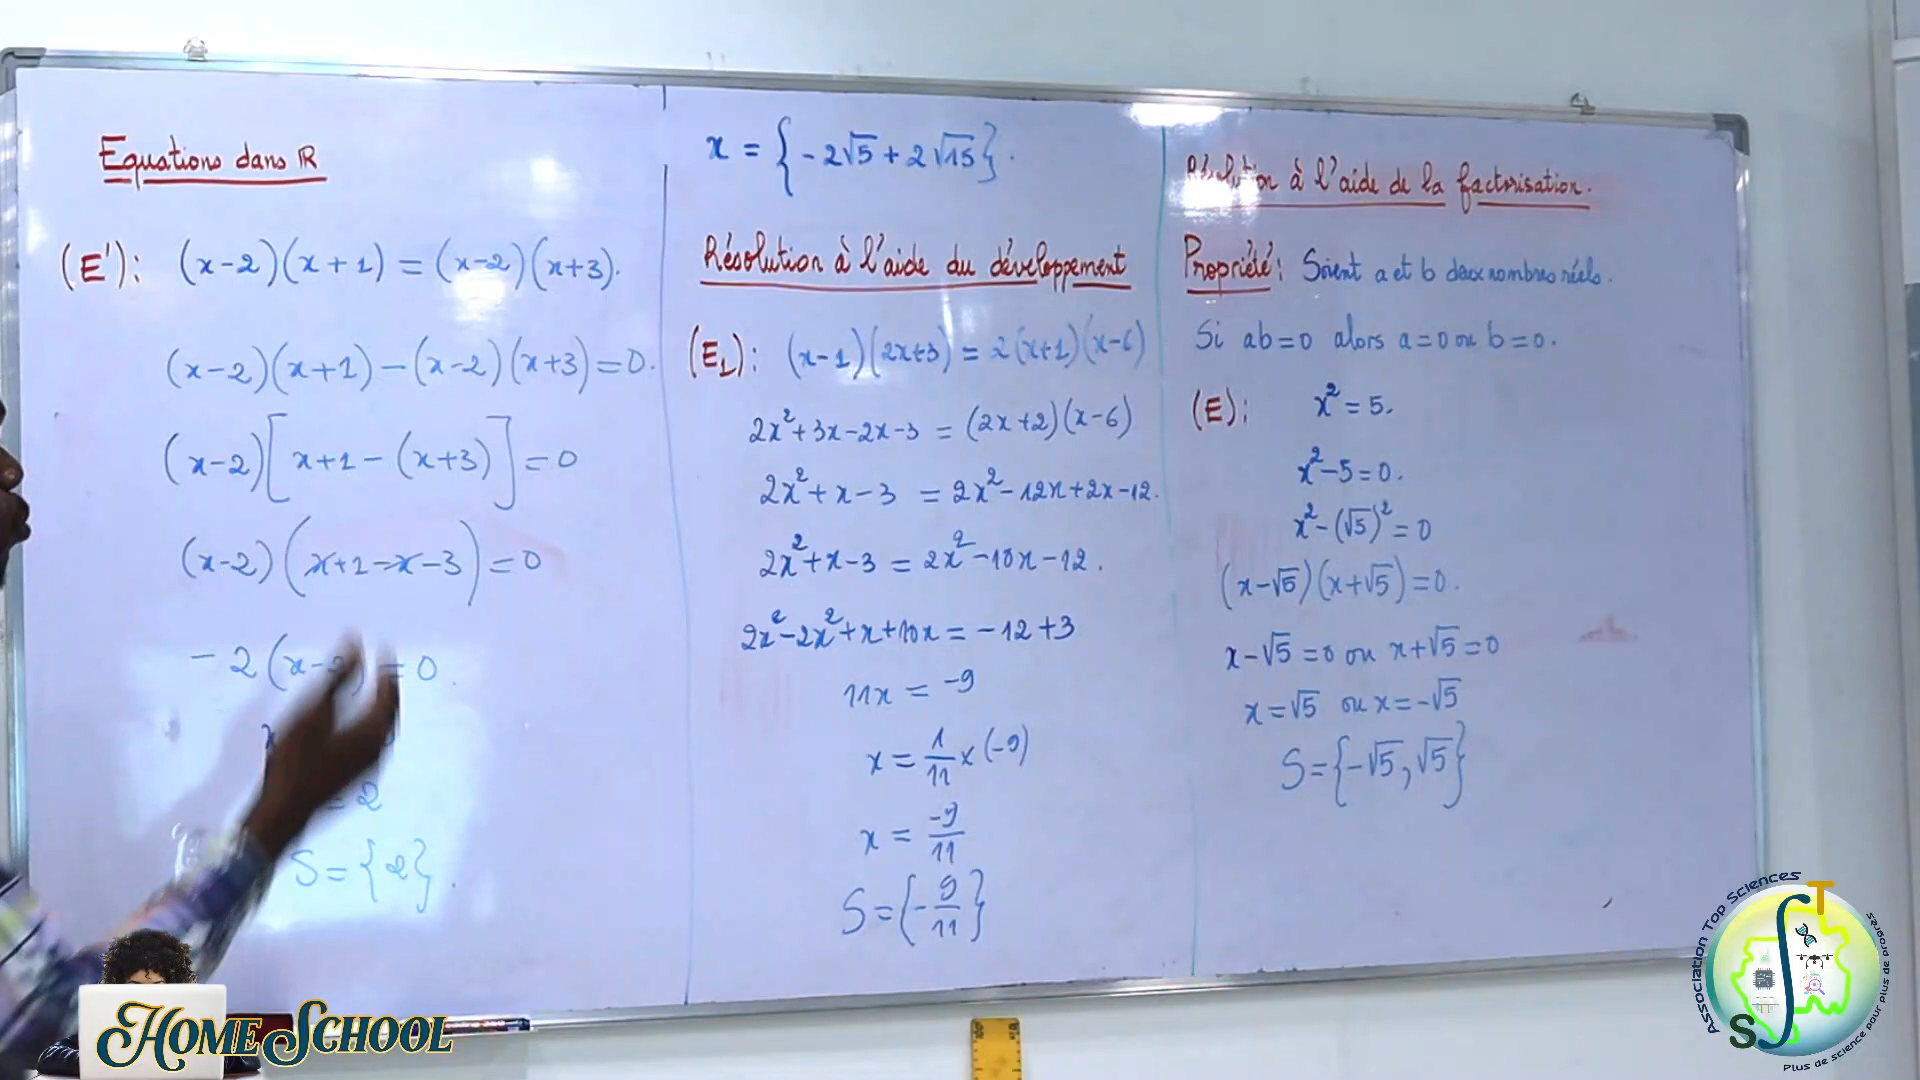 Equations dans ℝ
(E'): (x-2)(x+1) = (x-2)(x+3).
(x-2)(x+1)-(x-2)(x+3)=0.
(x-2)[x+1-(x+3)]=0
(x-2)(x+1-x-3)=0
-2(x-2)=0.
=2
S={2}.
x = {-2√5+2√15}.
Résolution à l'aide du développement
(E₁): (x-1)(2x+3) = 2(x+1)(x-6)
2x²+3x-2x-3 = (2x+2)(x-6)
2x²+x-3 = 2x²-12x+2x-12.
2x²+x-3 = 2x²-10x-12.
2x²-2x²+x+10x = -12+3
11x = -9
x = 1/11 x (-9)
x = -9/11
S={-9/11}
Résolution à l'aide de la factorisation.
Propriété: Soient a et b deux nombres réels.
Si ab=0 alors a=0 ou b=0.
(E): x²=5.
x²-5=0.
x²-(√5)²=0
(x-√5)(x+√5)=0.
x-√5=0 ou x+√5=0
x=√5 ou x=-√5
S={-√5,√5}
HOME SCHOOL
Association Top Sciences
T
S
Plus de science pour plus de progrès